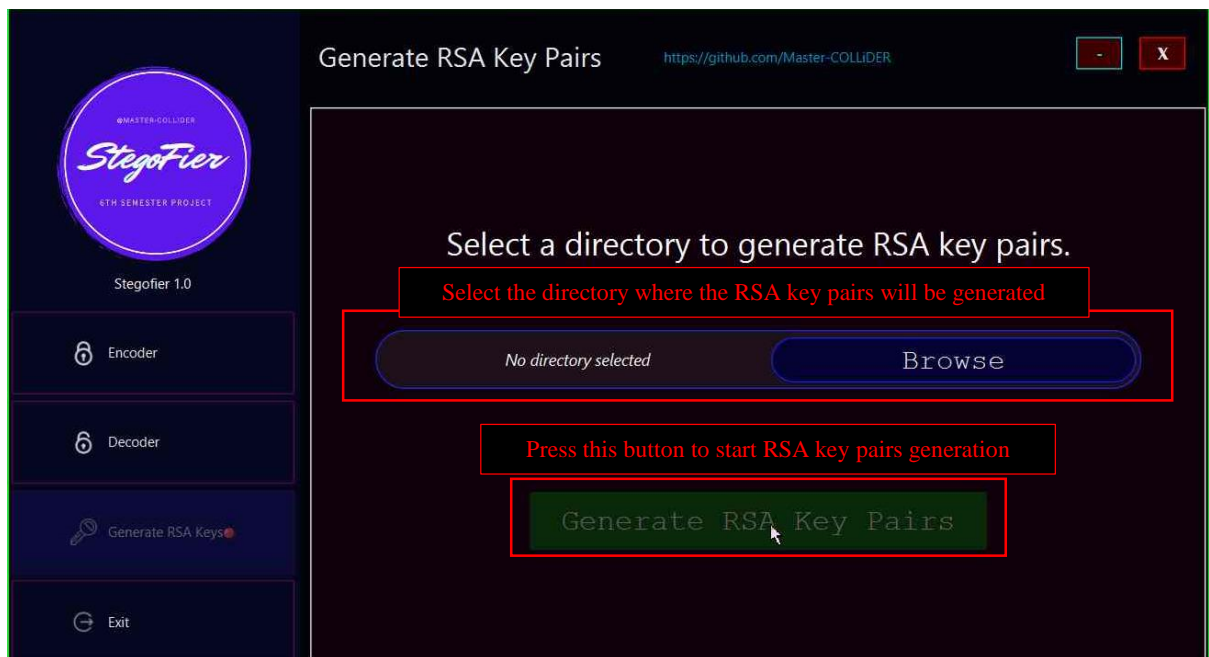 Generate RSA Key Pairs
https://github.com/Master-COLLiDER
-
X
@MASTER-COLLIDER
StegoFier
6TH SEMESTER PROJECT
Stegofier 1.0
Encoder
Decoder
Generate RSA Keys
Exit
Select a directory to generate RSA key pairs.
Select the directory where the RSA key pairs will be generated
No directory selected
Browse
Press this button to start RSA key pairs generation
Generate RSA Key Pairs